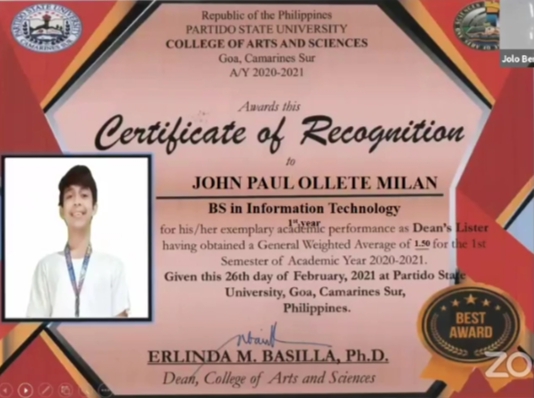 Republic of the Philippines
PARTIDO STATE UNIVERSITY
COLLEGE OF ARTS AND SCIENCES
Goa, Camarines Sur
A/Y 2020-2021
Jolo Be
Awards this
Certificate of Recognition
to
JOHN PAUL OLLETE MILAN
BS in Information Technology
1st year
for his/her exemplary academic performance as Dean's Lister
having obtained a General Weighted Average of 1.50 for the 1st
Semester of Academic Year 2020-2021.
Given this 26th day of February, 2021 at Partido State
University, Goa, Camarines Sur,
Philippines.
BEST
AWARD
ERLINDA M. BASILLA, Ph.D.
Dean, College of Arts and Sciences
ZO